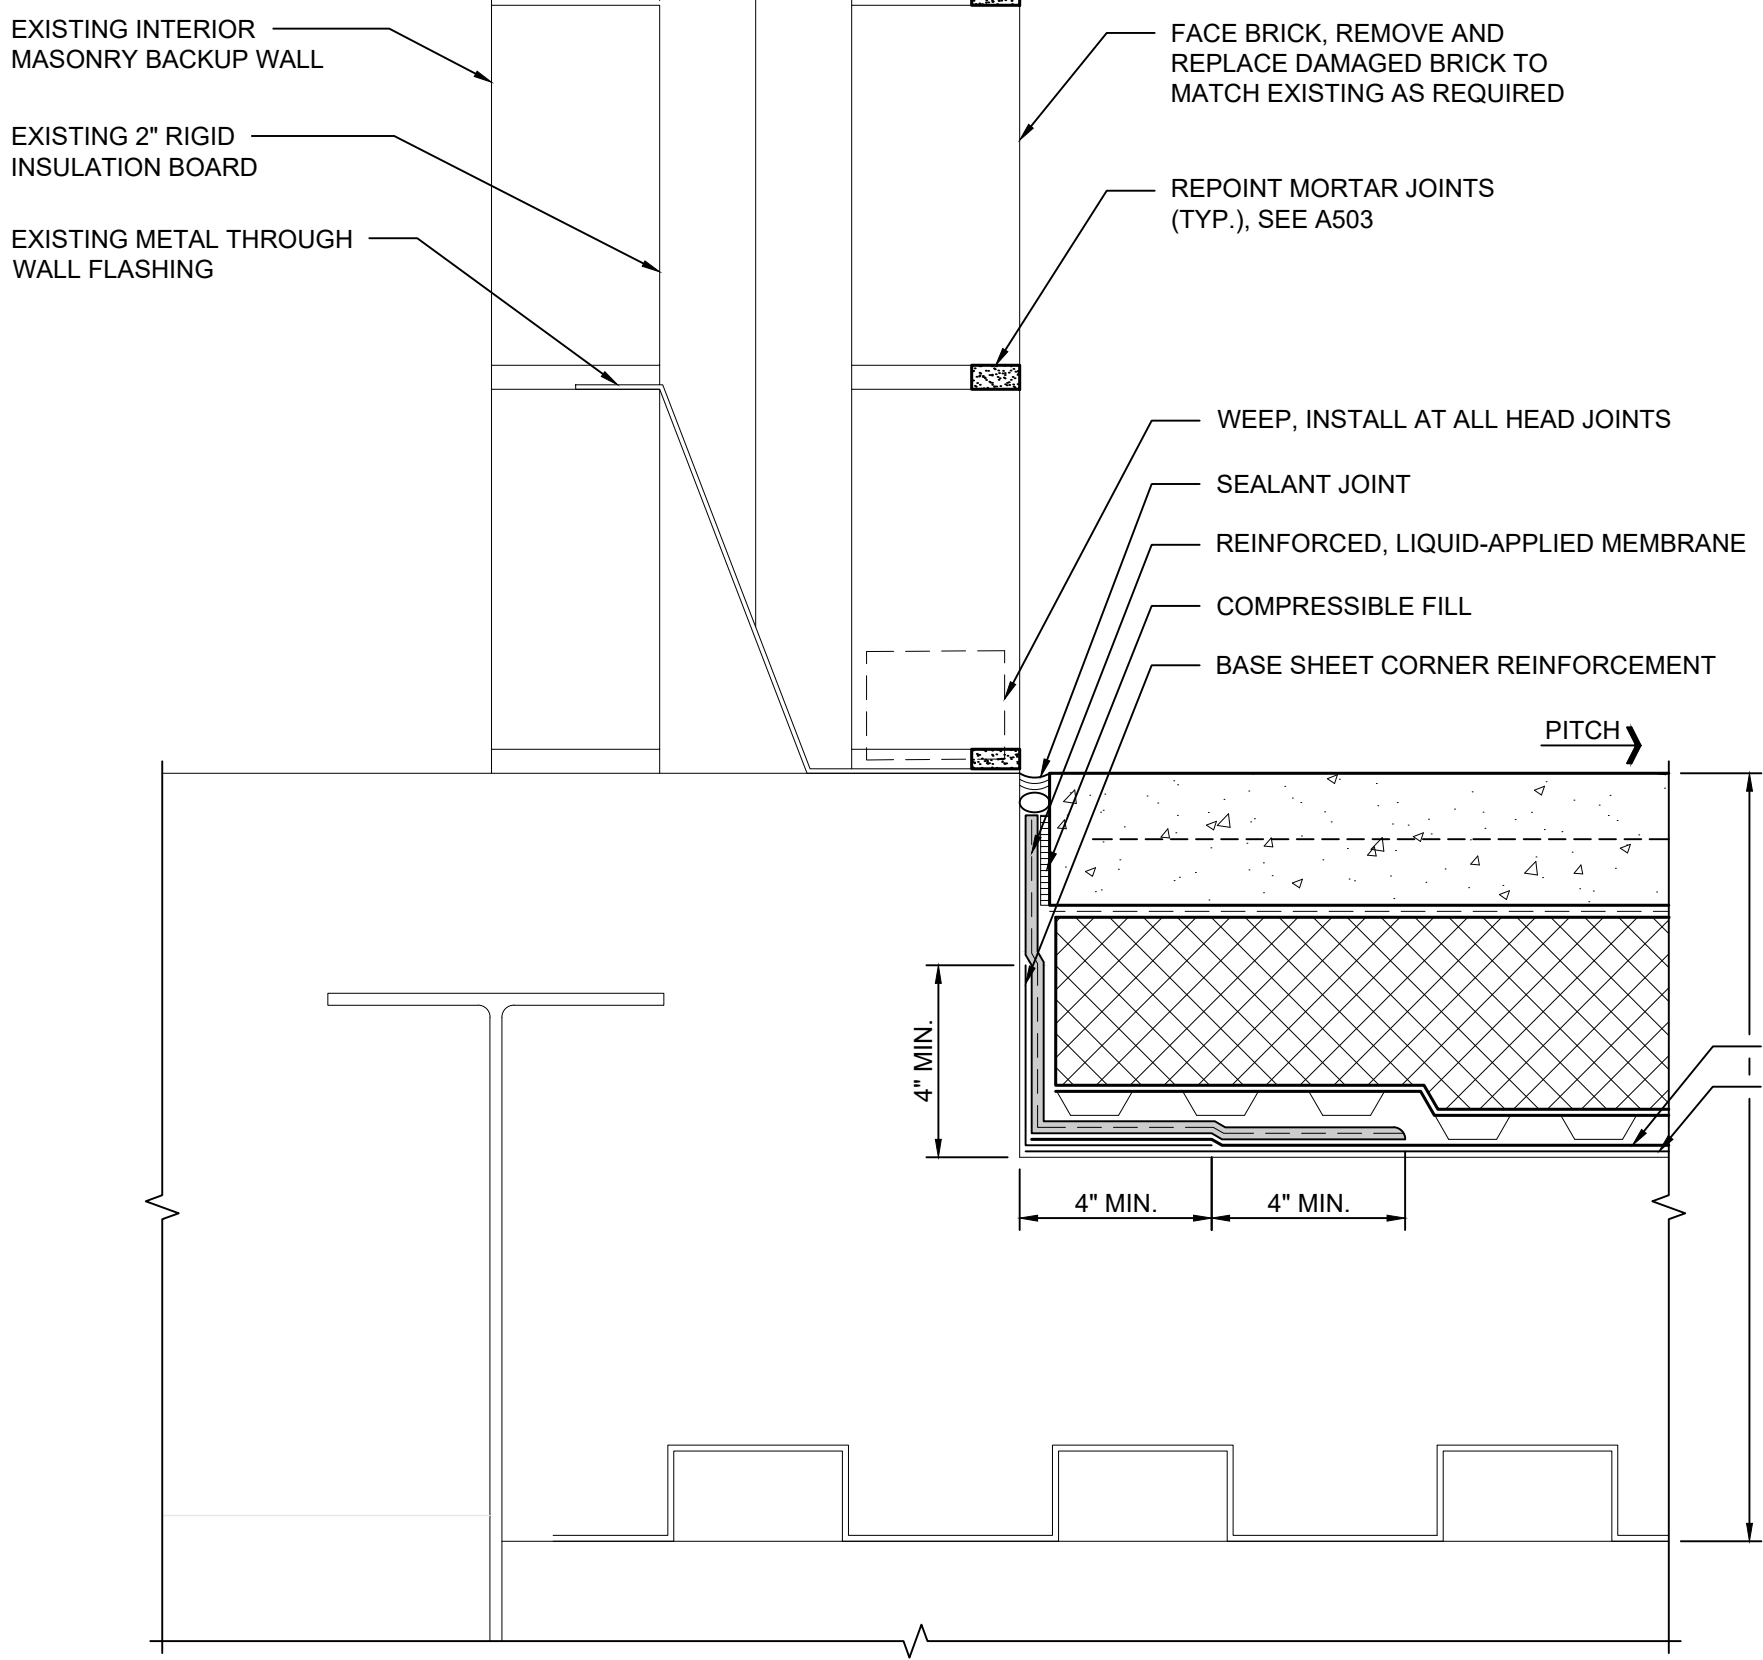 EXISTING INTERIOR
MASONRY BACKUP WALL
EXISTING 2" RIGID
INSULATION BOARD
EXISTING METAL THROUGH
WALL FLASHING
FACE BRICK, REMOVE AND
REPLACE DAMAGED BRICK TO
MATCH EXISTING AS REQUIRED
REPOINT MORTAR JOINTS
(TYP.), SEE A503
WEEP, INSTALL AT ALL HEAD JOINTS
SEALANT JOINT
REINFORCED, LIQUID-APPLIED MEMBRANE
COMPRESSIBLE FILL
BASE SHEET CORNER REINFORCEMENT
PITCH
4" MIN.
4" MIN.
4" MIN.